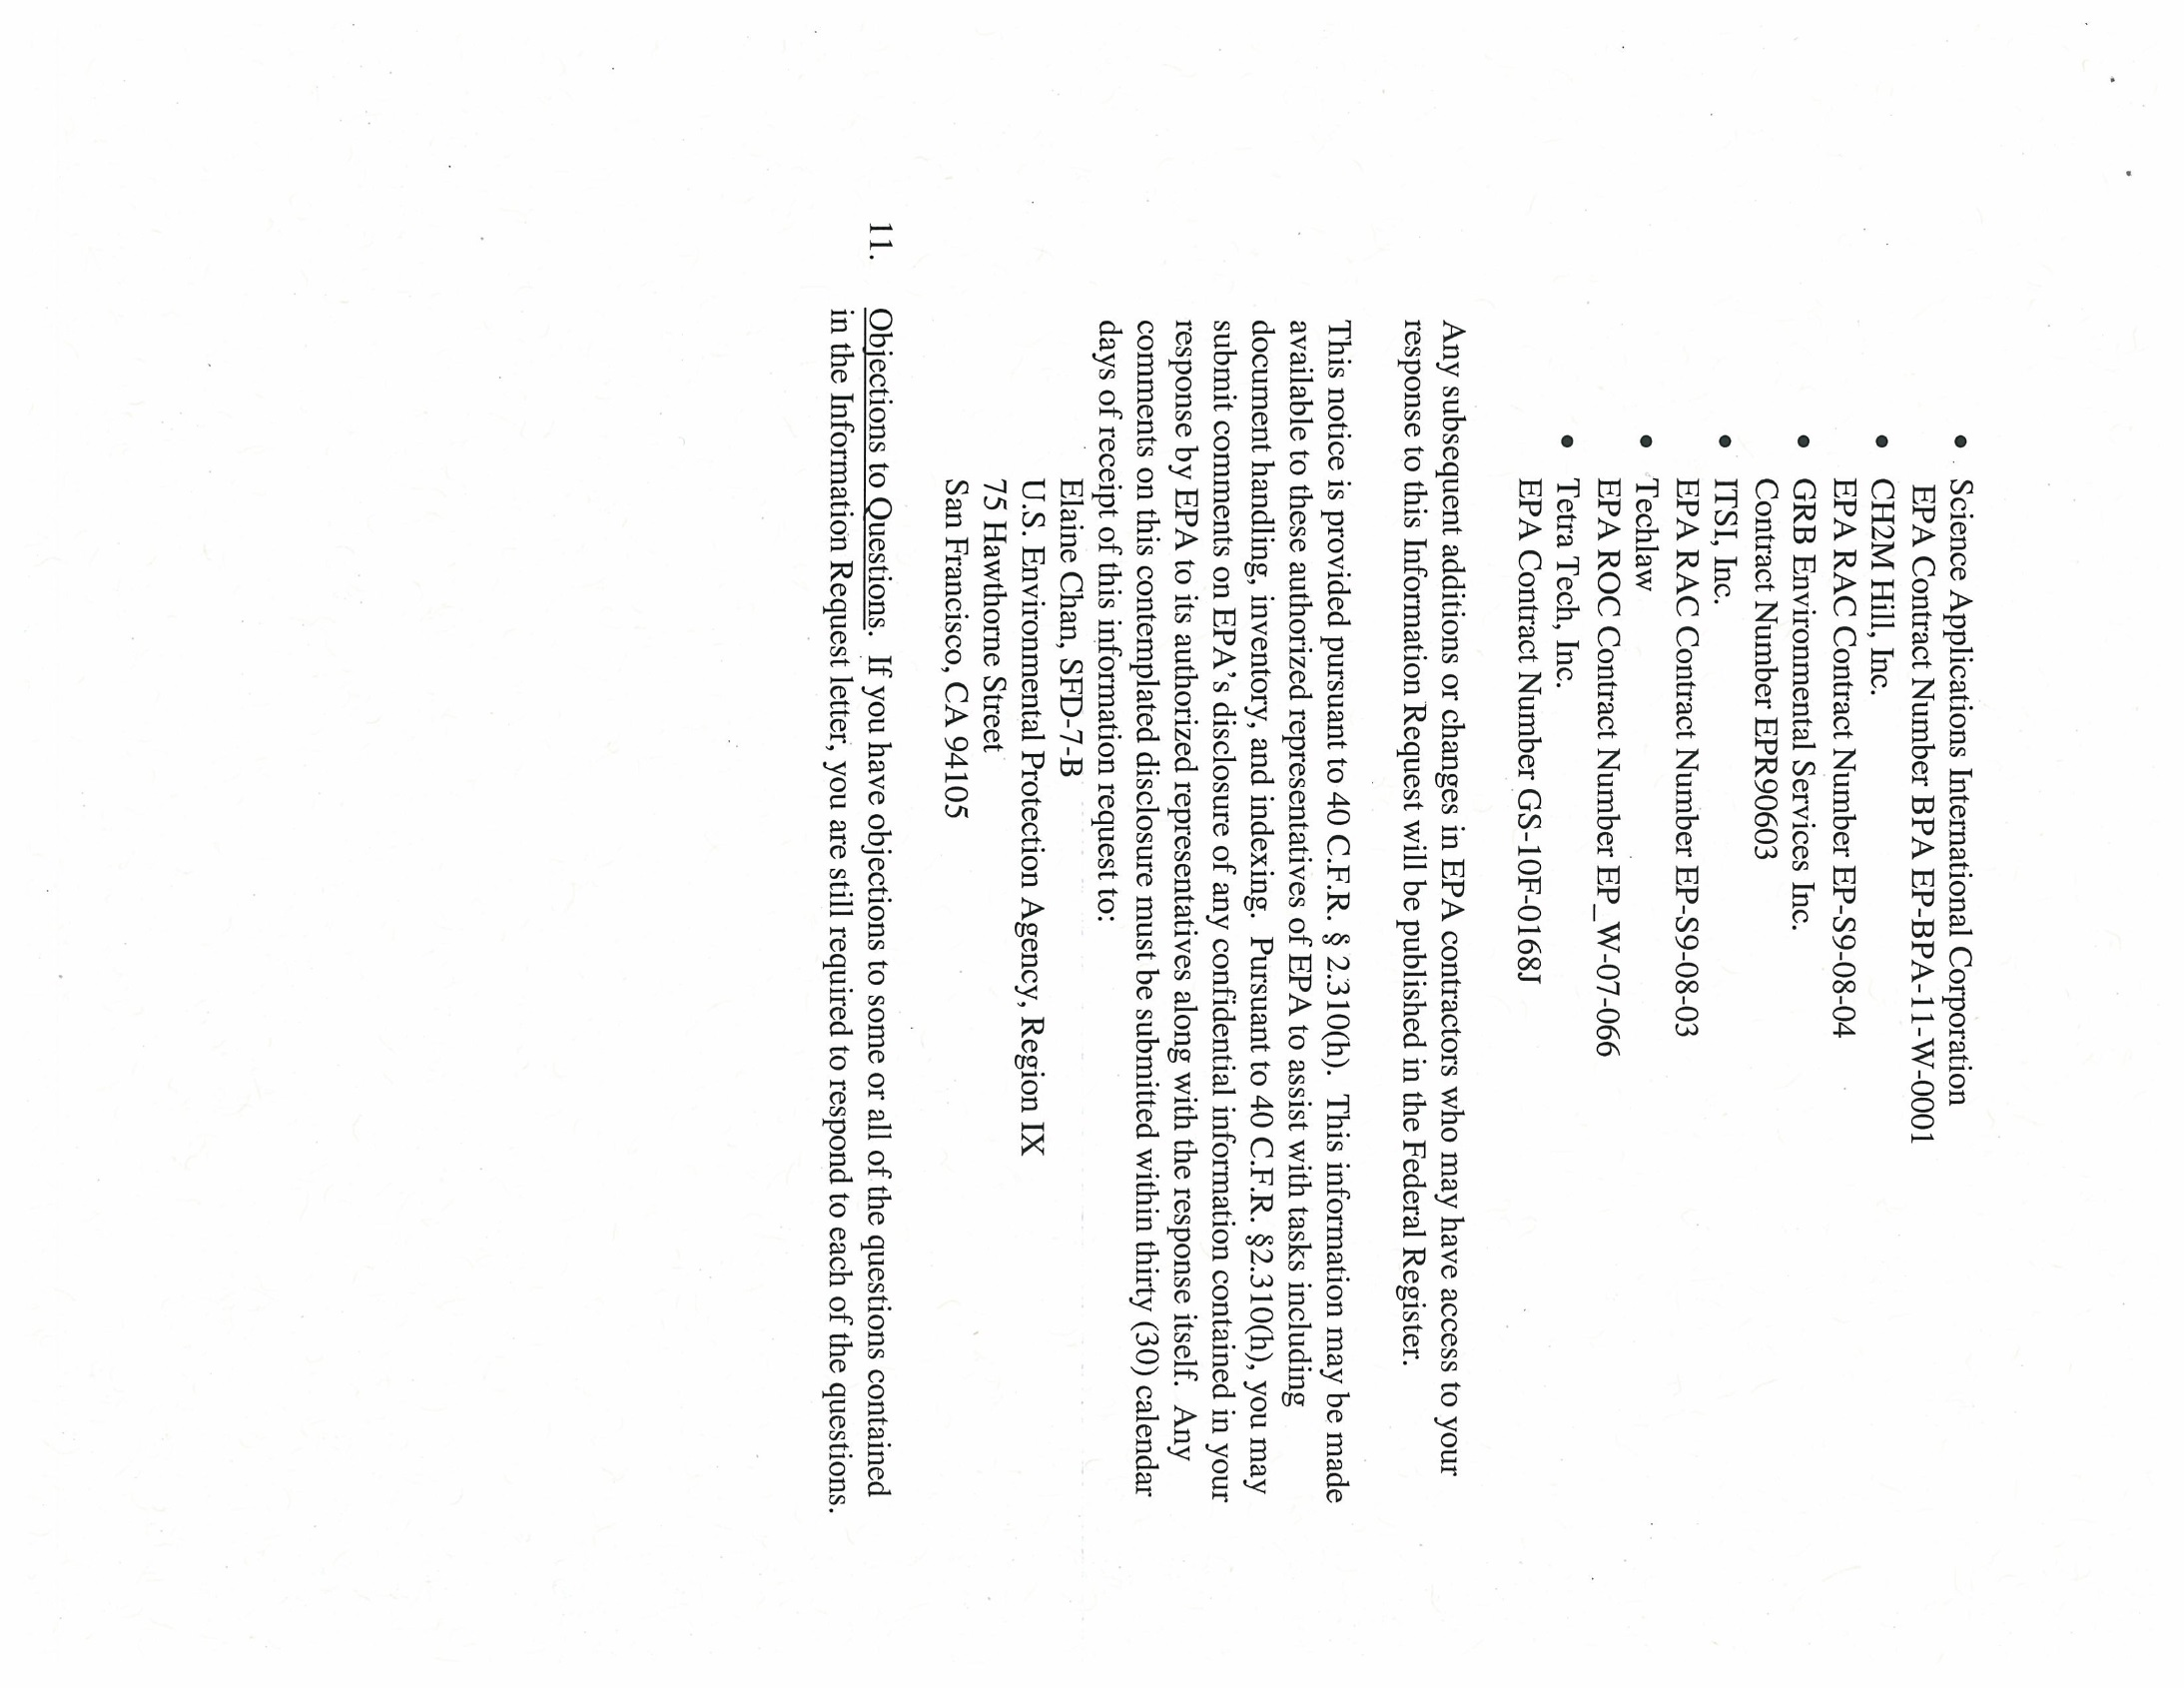 • Science Applications International Corporation
EPA Contract Number BPA EP-BPA-11-W-0001
• CH2M Hill, Inc.
EPA RAC Contract Number EP-S9-08-04
• GRB Environmental Services Inc.
Contract Number EPR90603
• ITSI, Inc.
EPA RAC Contract Number EP-S9-08-03
• Techlaw
EPA ROC Contract Number EP_W-07-066
• Tetra Tech, Inc.
EPA Contract Number GS-10F-0168J
Any subsequent additions or changes in EPA contractors who may have access to your
response to this Information Request will be published in the Federal Register.
This notice is provided pursuant to 40 C.F.R. § 2.310(h). This information may be made
available to these authorized representatives of EPA to assist with tasks including
document handling, inventory, and indexing. Pursuant to 40 C.F.R. §2.310(h), you may
submit comments on EPA's disclosure of any confidential information contained in your
response by EPA to its authorized representatives along with the response itself. Any
comments on this contemplated disclosure must be submitted within thirty (30) calendar
days of receipt of this information request to:
Elaine Chan, SFD-7-B
U.S. Environmental Protection Agency, Region IX
75 Hawthorne Street
San Francisco, CA 94105
11. Objections to Questions. If you have objections to some or all of the questions contained
in the Information Request letter, you are still required to respond to each of the questions.